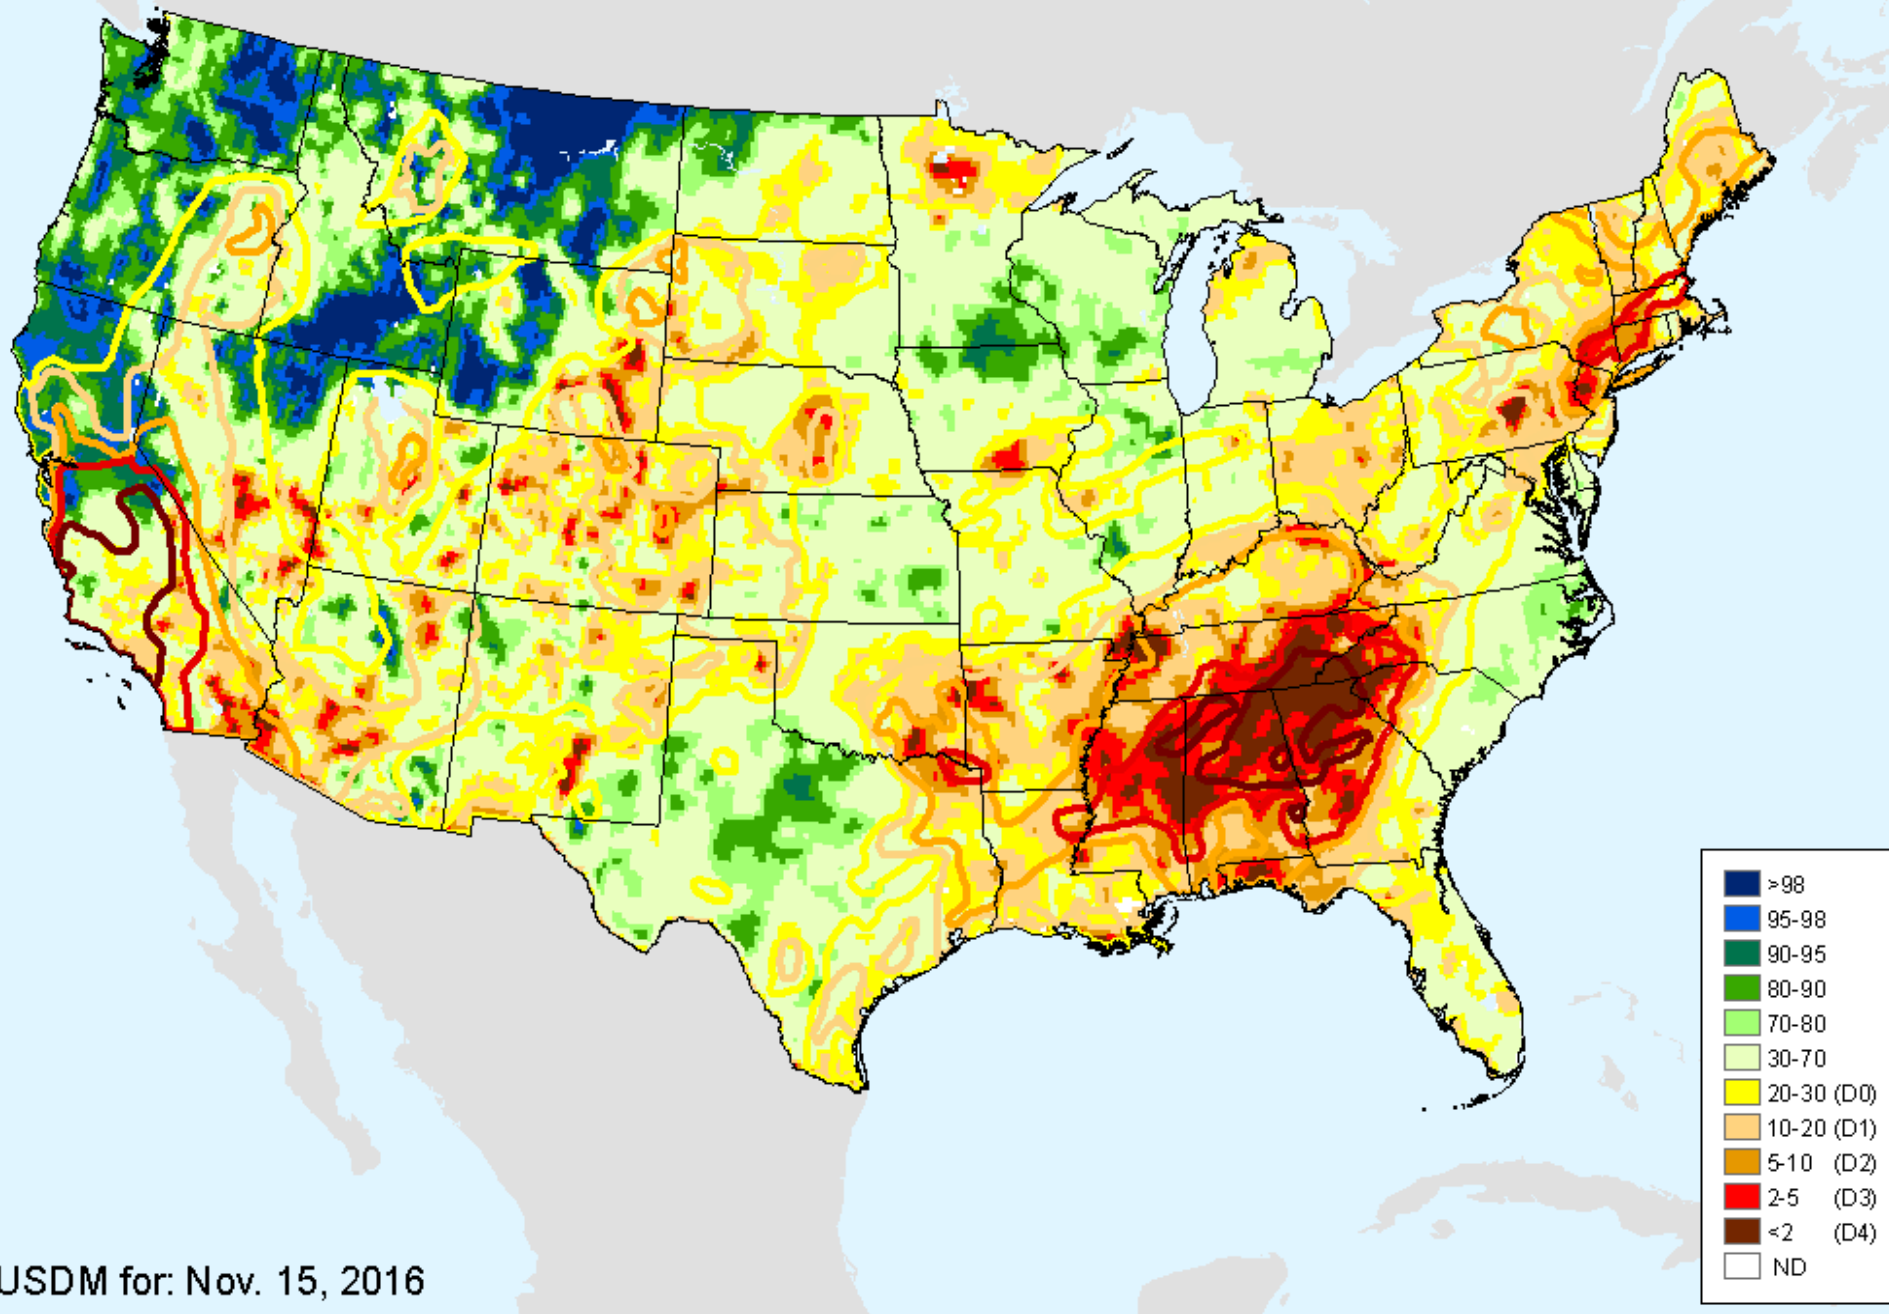 >98
95-98
90-95
80-90
70-80
30-70
20-30 (D0)
10-20 (D1)
5-10 (D2)
2-5 (D3)
<2 (D4)
ND
USDM for: Nov. 15, 2016